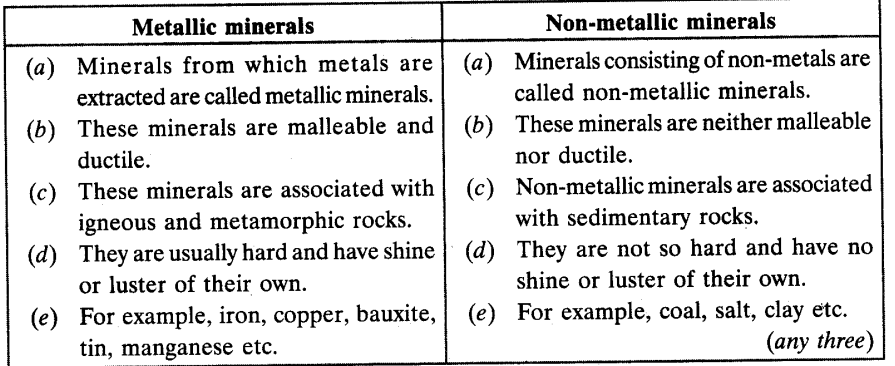 Metallic minerals
(a) Minerals from which metals are
extracted are called metallic minerals.
(b) These minerals are malleable and
ductile.
(c) These minerals are associated with
igneous and metamorphic rocks.
(d) They are usually hard and have shine
or luster of their own.
(e) For example, iron, copper, bauxite,
tin, manganese etc.
Non-metallic minerals
(a) Minerals consisting of non-metals are
called non-metallic minerals.
(b) These minerals are neither malleable
nor ductile.
(c) Non-metallic minerals are associated
with sedimentary rocks.
(d) They are not so hard and have no
shine or luster of their own.
(e) For example, coal, salt, clay etc.
(any three)